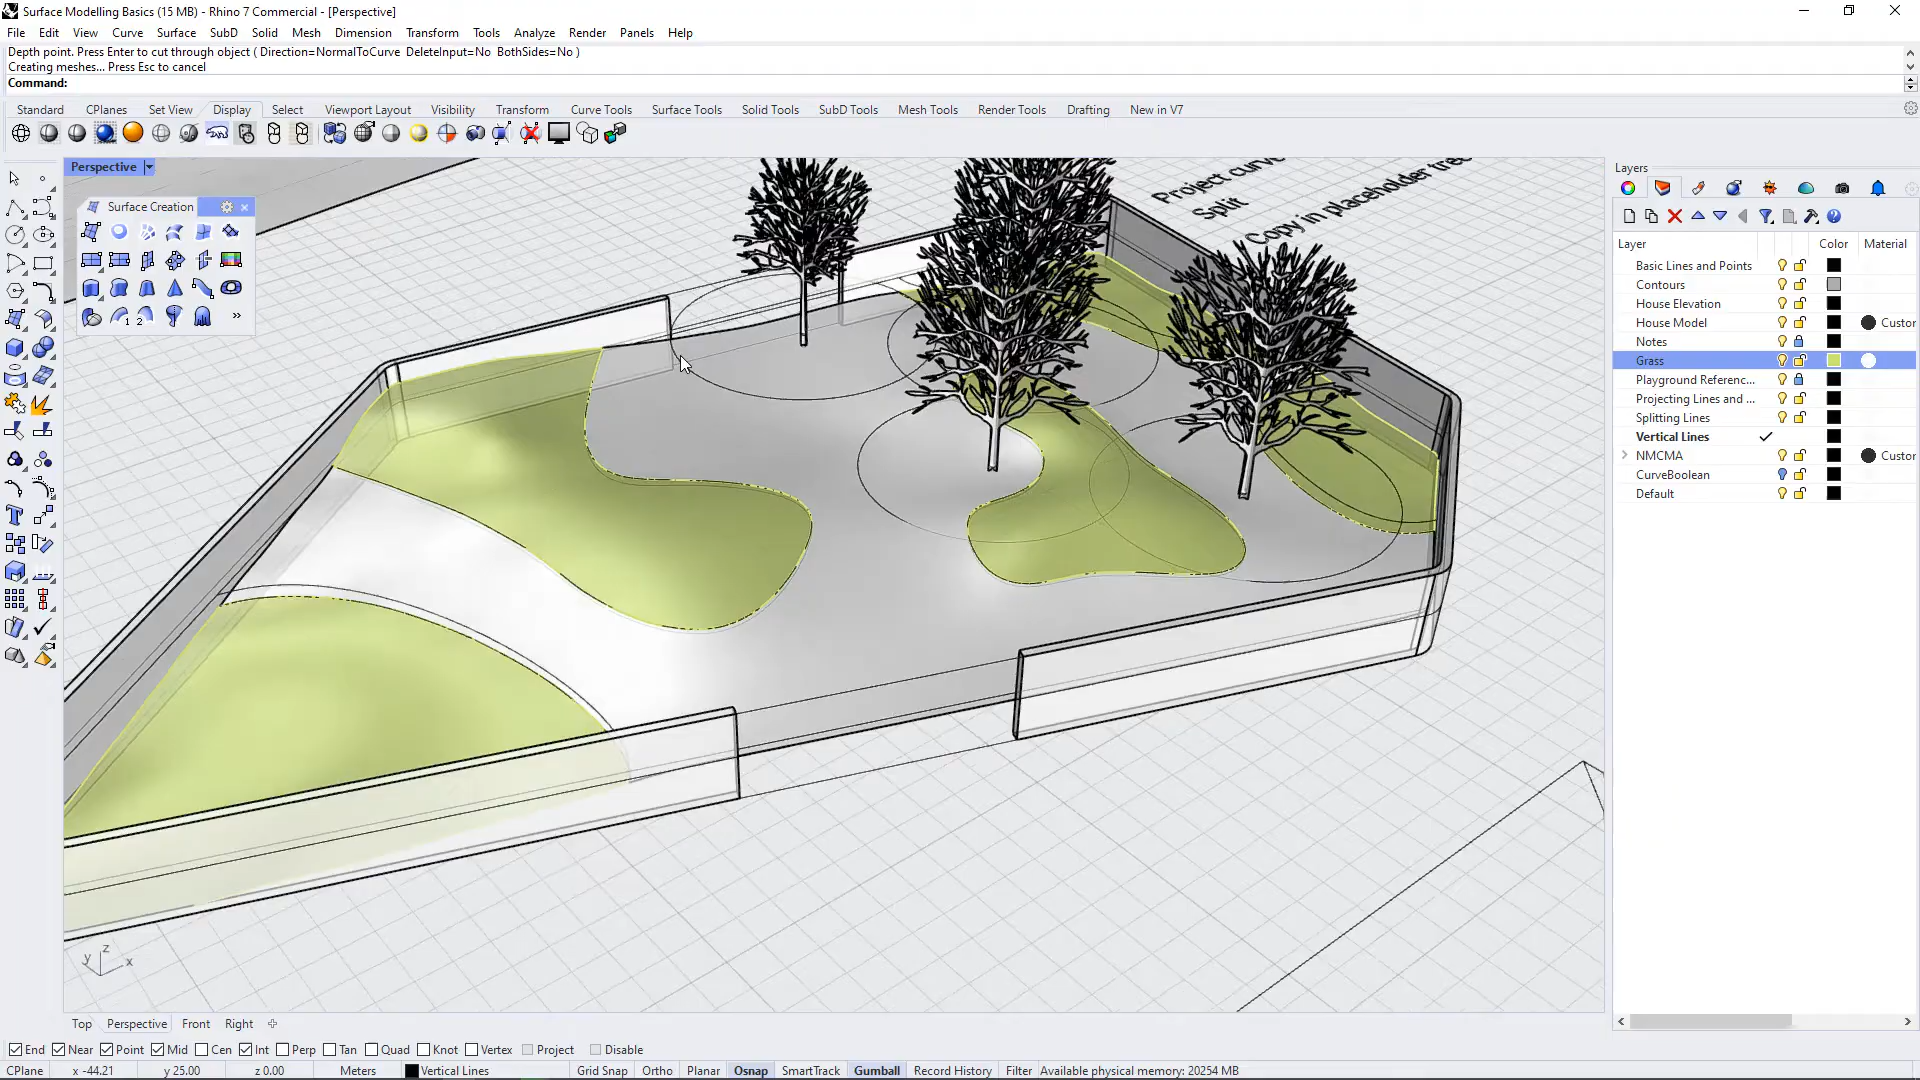 Surface Modelling Basics (15 MB) - Rhino 7 Commercial - [Perspective]
File Edit View Curve Surface SubD Solid Mesh Dimension Transform Tools Analyze Render Panels Help
Depth point. Press Enter to cut through object ( Direction=NormalToCurve DeleteInput=No BothSides=No )
Creating meshes... Press Esc to cancel
Command:
Standard CPlanes Set View Display Select Viewport Layout Visibility Transform Curve Tools Surface Tools Solid Tools SubD Tools Mesh Tools Render Tools Drafting New in V7
Perspective
Surface Creation
1 2
»
Project curve
Split
Copy in placeholder tree
z
y
x
Layers
Layer Color Material
Basic Lines and Points
Contours
House Elevation
House Model Custor
Notes
Grass
Playground Referenc...
Projecting Lines and ...
Splitting Lines
Vertical Lines
NMCMA Custor
CurveBoolean
Default
Top Perspective Front Right
End Near Point Mid Cen Int Perp Tan Quad Knot Vertex Project Disable
CPlane x -44.21 y 25.00 z 0.00 Meters Vertical Lines Grid Snap Ortho Planar Osnap SmartTrack Gumball Record History Filter Available physical memory: 20254 MB